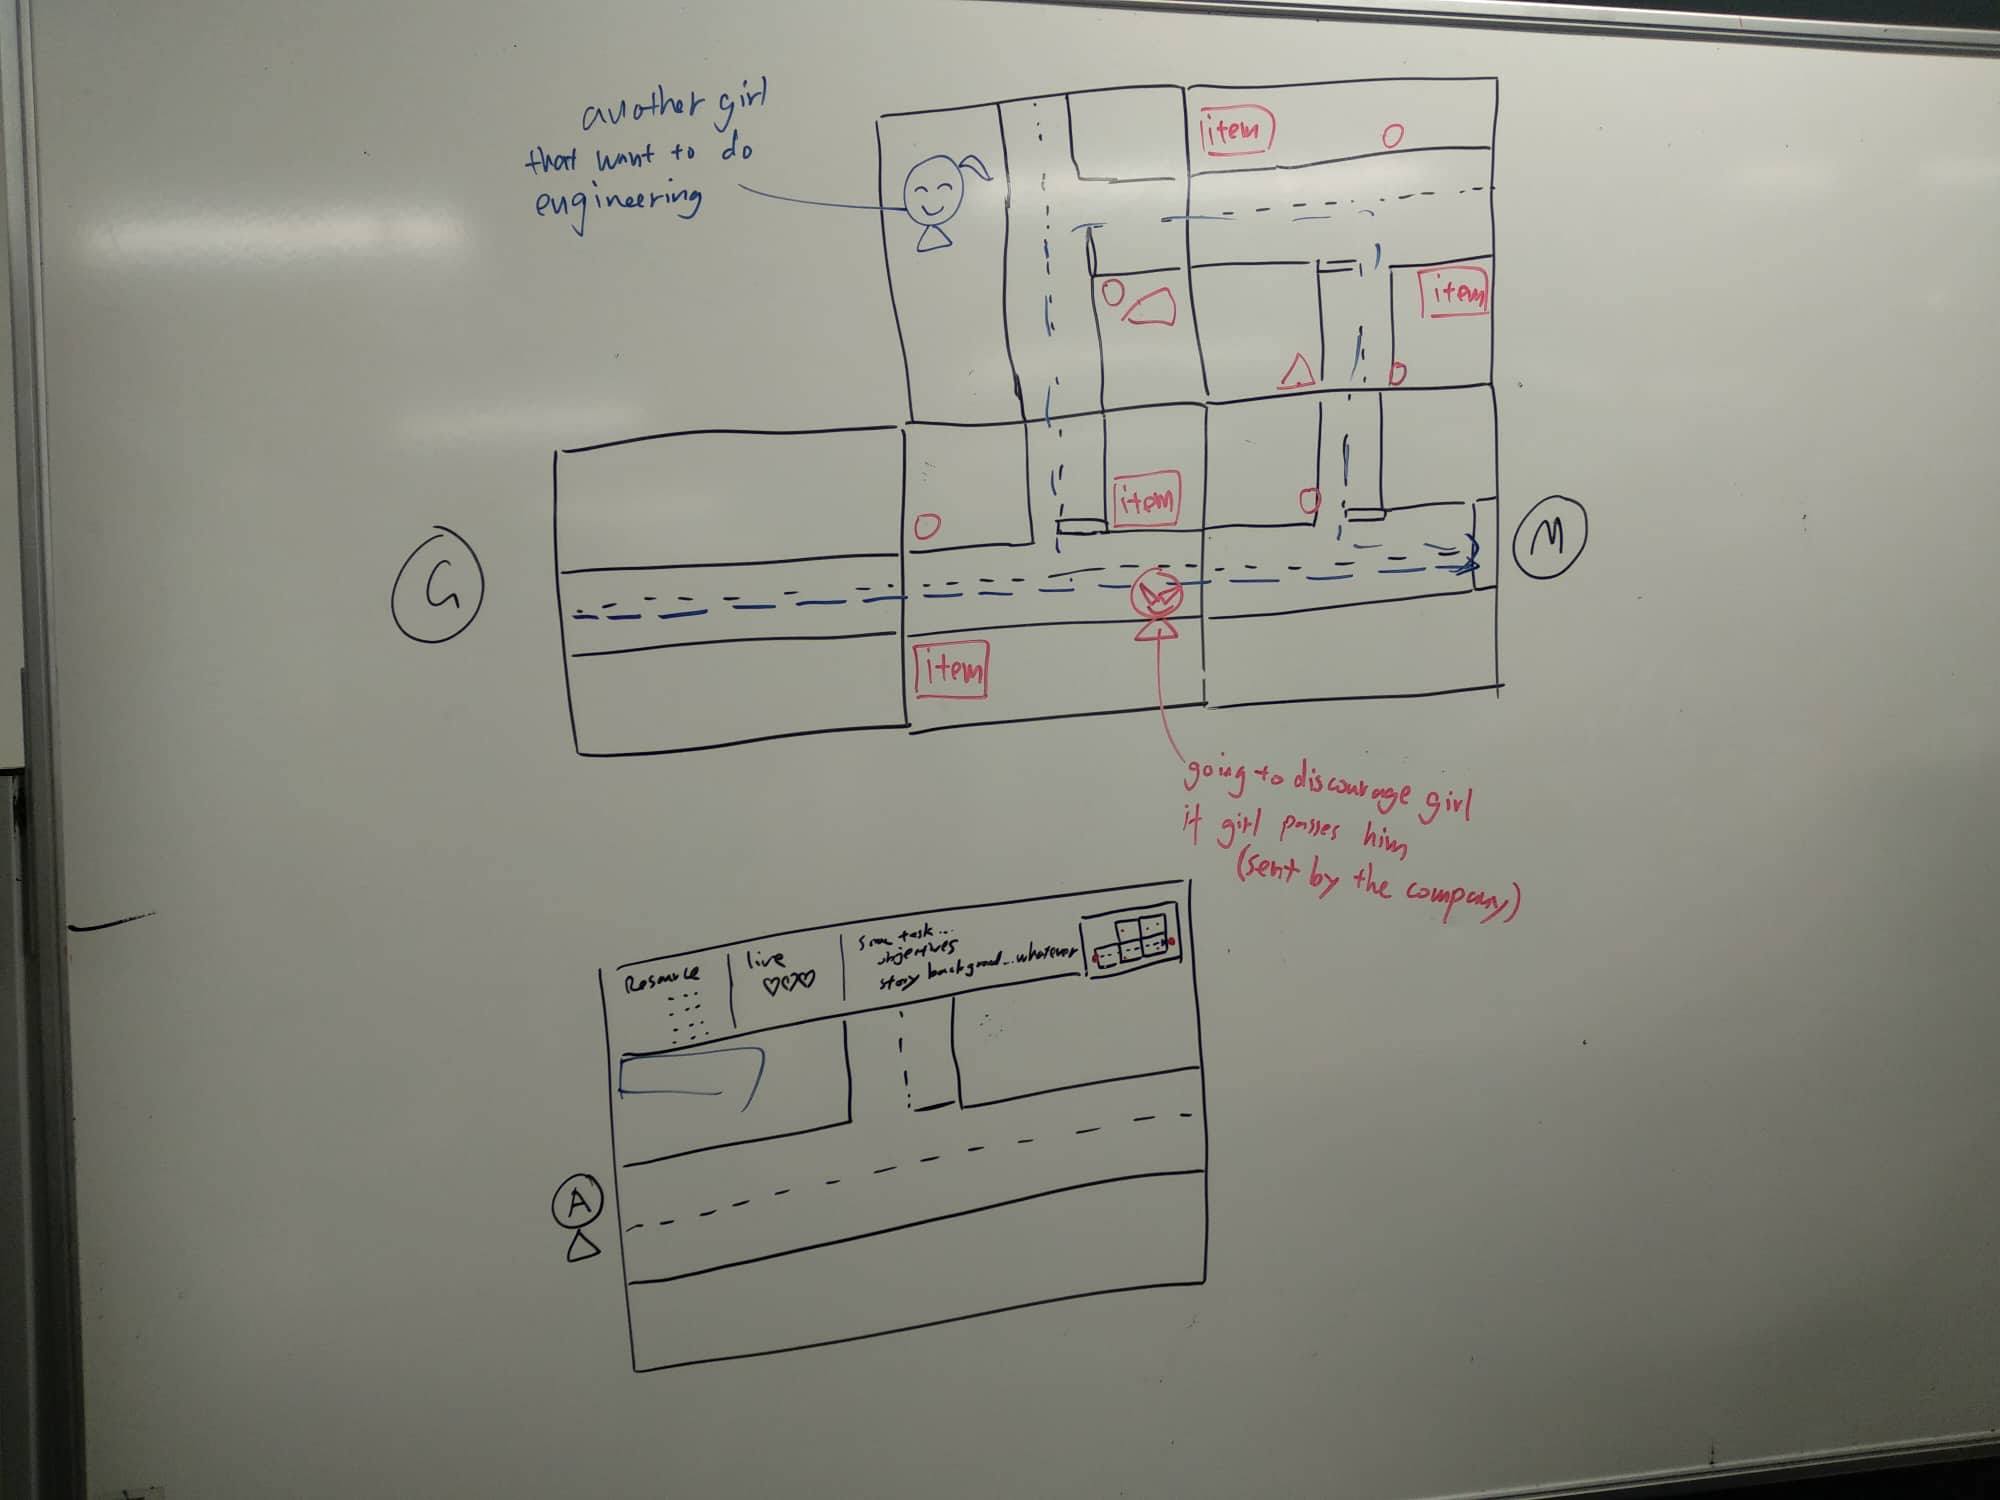 another girl
that want to do
engineering
item
item
item
item
G
M
going to discourage girl
if girl passes him
(sent by the company)
Resource
live
Some task...
objectives
story background...whatever
A